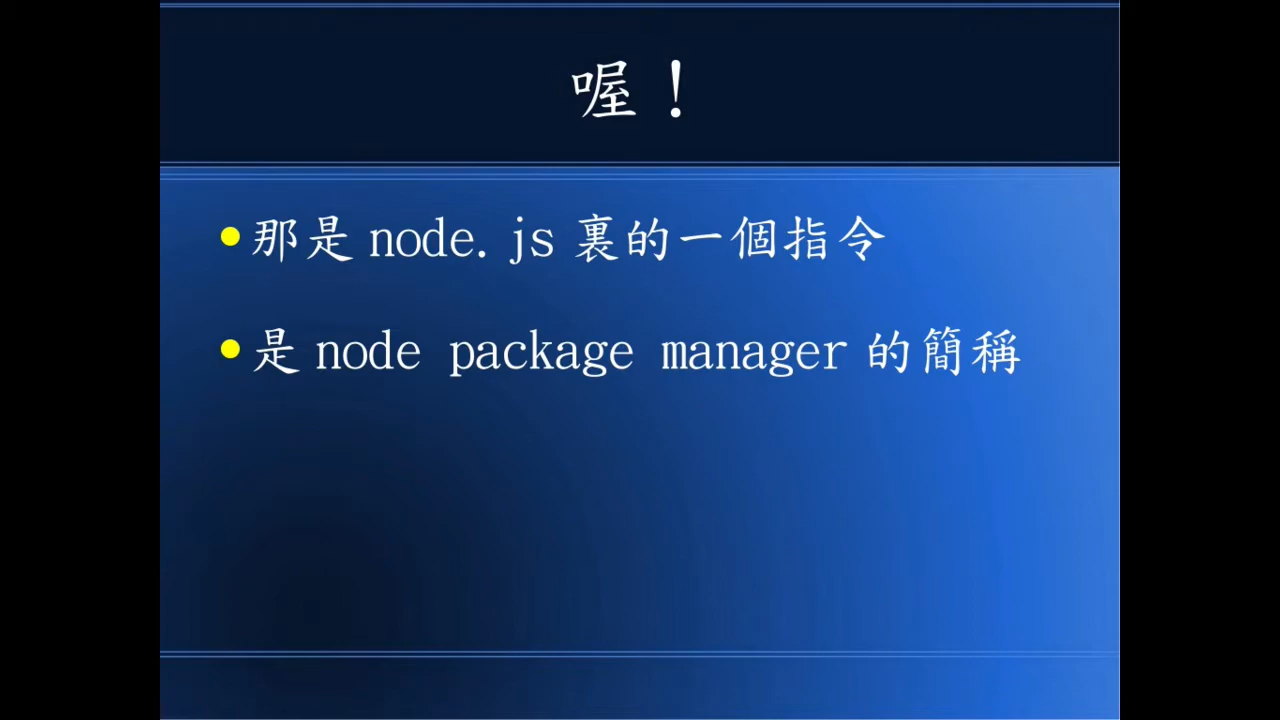 喔！
那是 node.js 裏的一個指令
是 node package manager 的簡稱